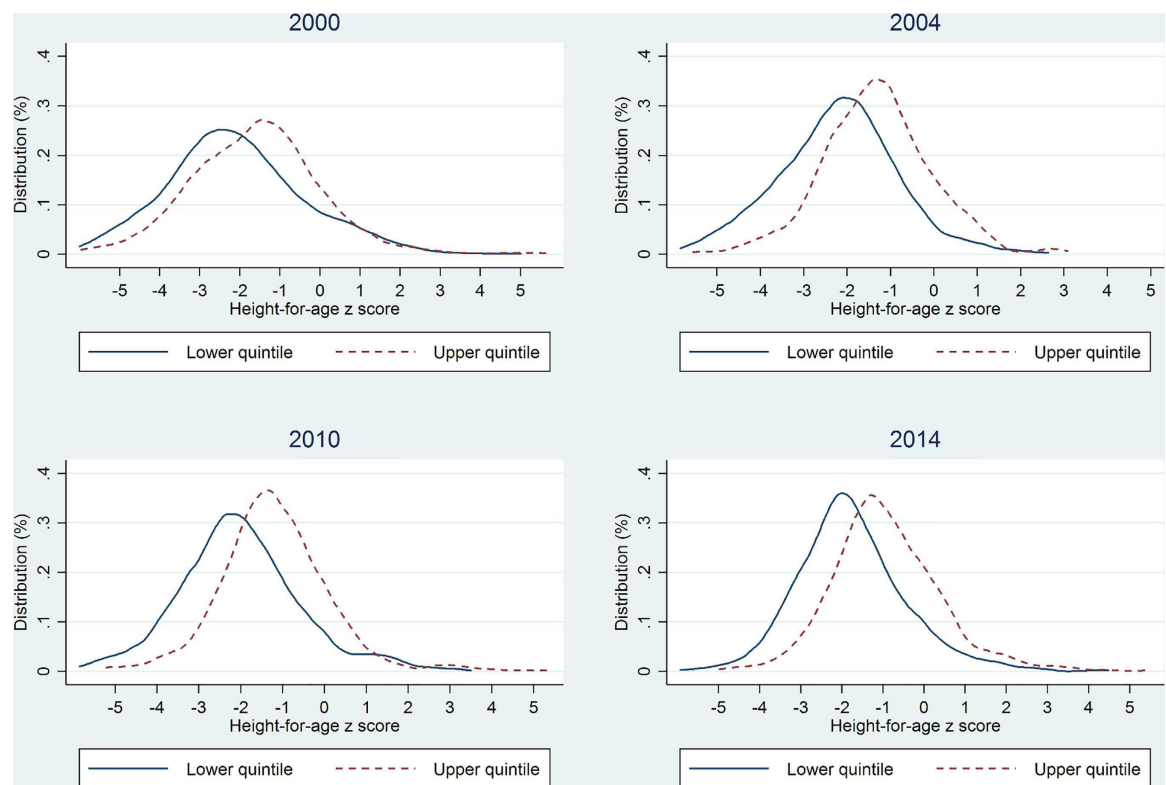 2000
Distribution (%)
.4
.3
.2
.1
0
-5 -4 -3 -2 -1 0 1 2 3 4 5
Height-for-age z score
Lower quintile Upper quintile
2004
Distribution (%)
.4
.3
.2
.1
0
-5 -4 -3 -2 -1 0 1 2 3 4 5
Height-for-age z score
Lower quintile Upper quintile
2010
Distribution (%)
.4
.3
.2
.1
0
-5 -4 -3 -2 -1 0 1 2 3 4 5
Height-for-age z score
Lower quintile Upper quintile
2014
Distribution (%)
.4
.3
.2
.1
0
-5 -4 -3 -2 -1 0 1 2 3 4 5
Height-for-age z score
Lower quintile Upper quintile